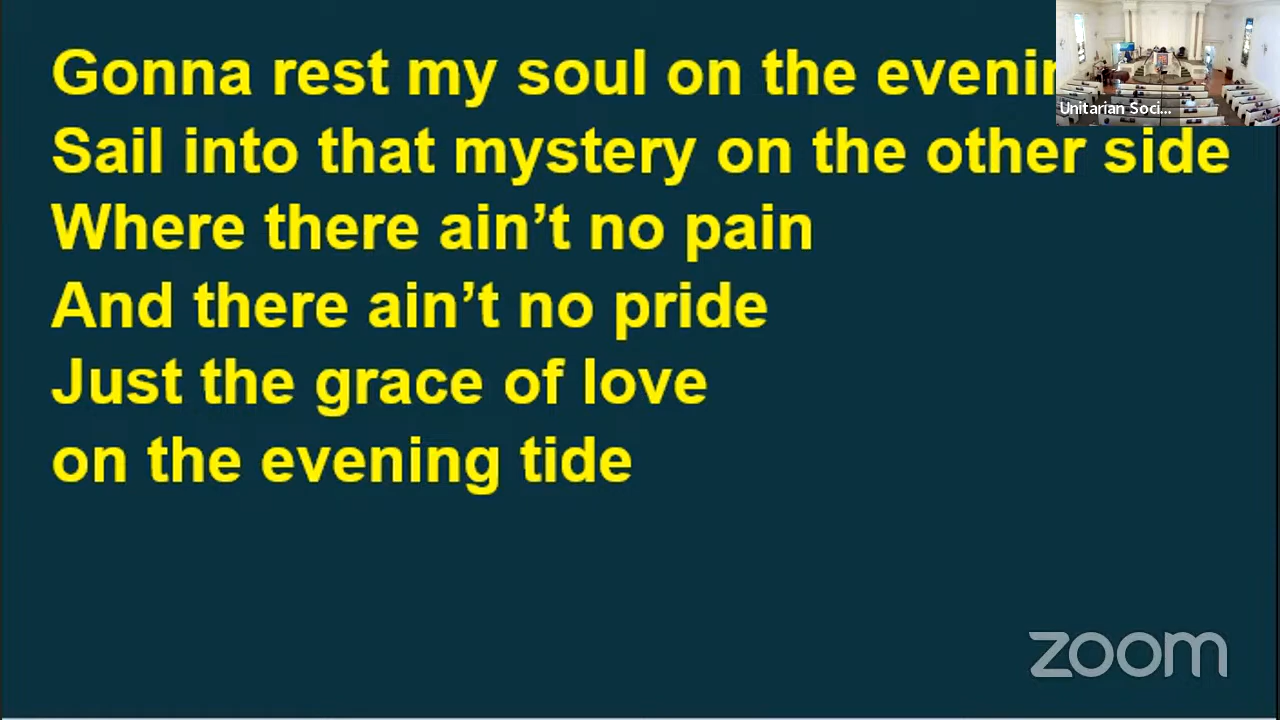 Gonna rest my soul on the evenin
Sail into that mystery on the other side
Where there ain’t no pain
And there ain’t no pride
Just the grace of love
on the evening tide
Unitarian Soci...
zoom